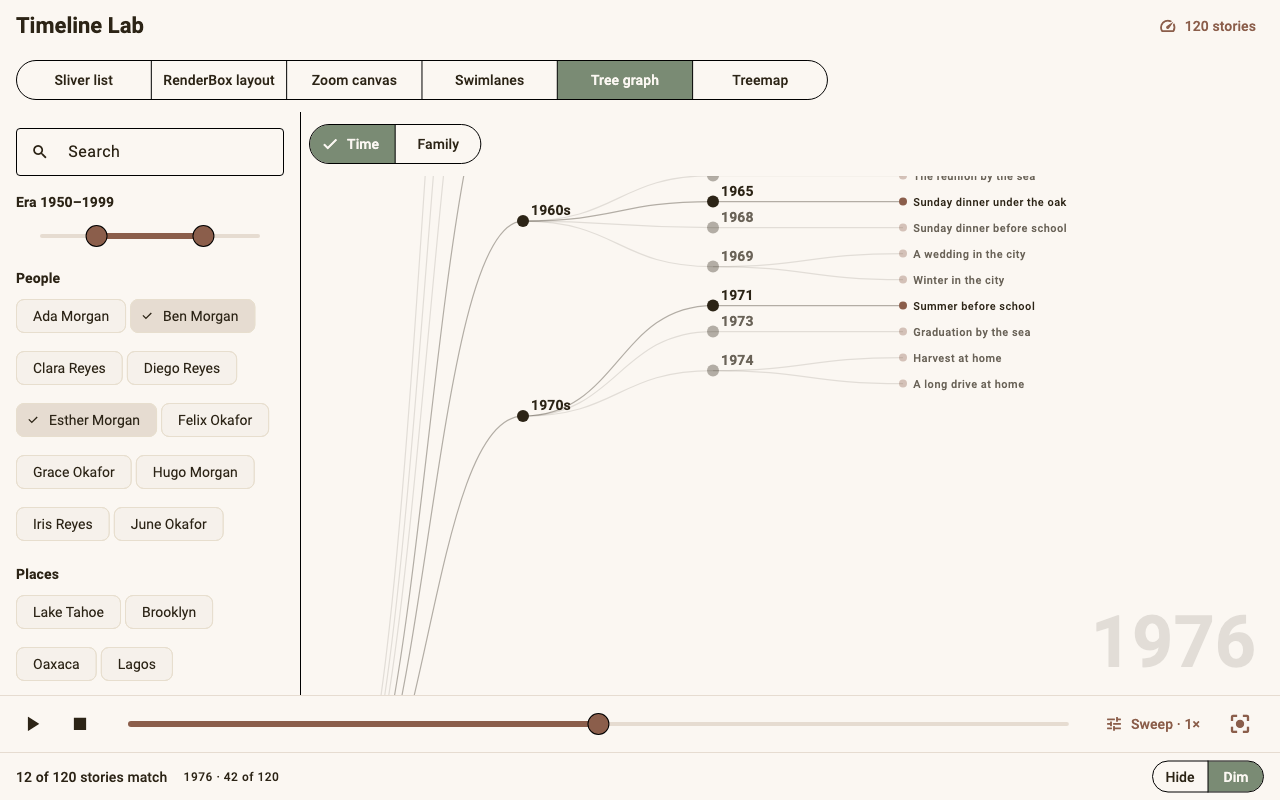 Timeline Lab
120 stories
Sliver list
RenderBox layout
Zoom canvas
Swimlanes
Tree graph
Treemap
Search
Era 1950–1999
People
Ada Morgan
Ben Morgan
Clara Reyes
Diego Reyes
Esther Morgan
Felix Okafor
Grace Okafor
Hugo Morgan
Iris Reyes
June Okafor
Places
Lake Tahoe
Brooklyn
Oaxaca
Lagos
Time
Family
The reunion by the sea
1965
1960s
Sunday dinner under the oak
1968
Sunday dinner before school
1969
A wedding in the city
Winter in the city
1971
Summer before school
1973
Graduation by the sea
1974
Harvest at home
A long drive at home
1970s
1976
Sweep · 1×
12 of 120 stories match
1976 · 42 of 120
Hide
Dim